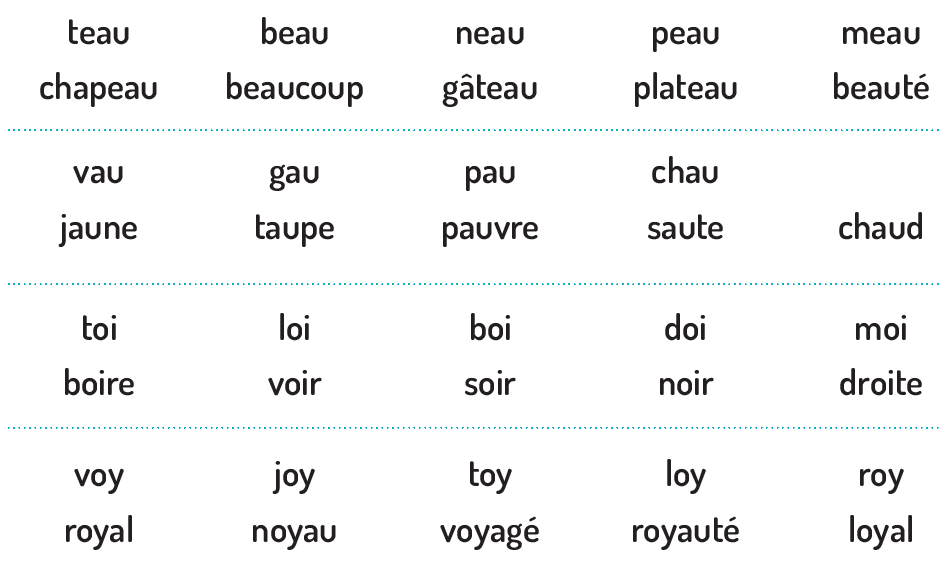 teau beau neau peau meau
chapeau beaucoup gâteau plateau beauté
vau gau pau chau
jaune taupe pauvre saute chaud
toi loi boi doi moi
boire voir soir noir droite
voy joy toy loy roy
royal noyau voyagé royauté loyal